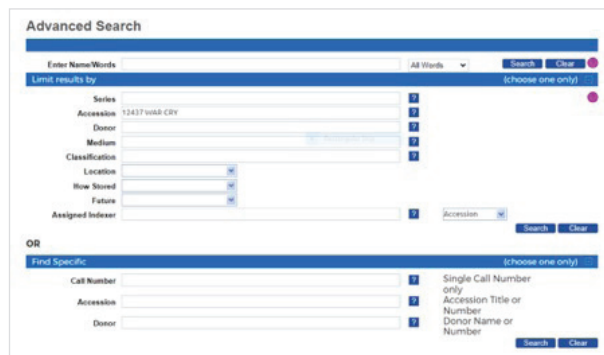 Advanced Search
Enter Name/Words All Words Search Clear
Limit results by (choose one only)
Series ?
Accession 12437 WAR CRY ?
Donor ?
Medium ?
Classification ?
Location
How Stored
Future
Assigned Indexer ? Accession
Search Clear
OR
Find Specific (choose one only)
Call Number ? Single Call Number
only
Accession ? Accession Title or
Number
Donor ? Donor Name or
Number
Search Clear